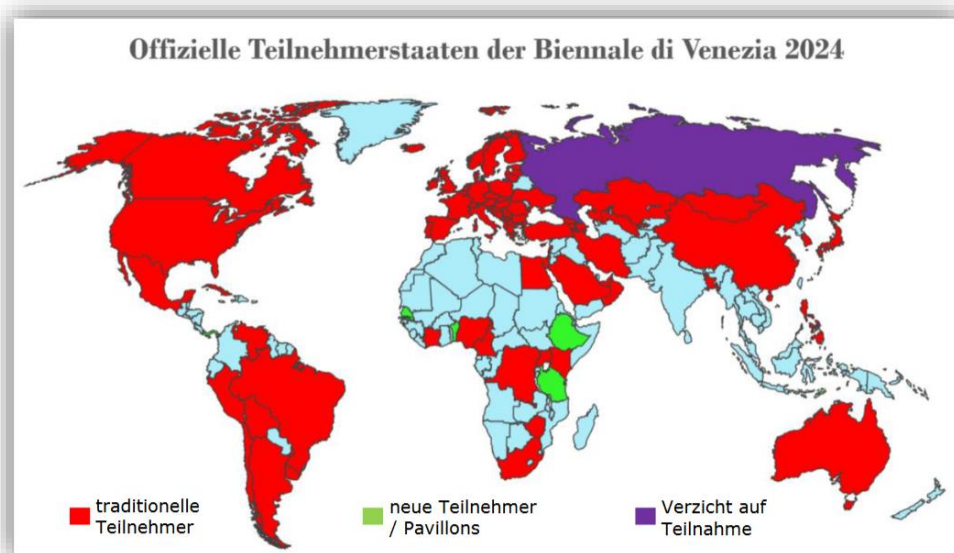 Offizielle Teilnehmerstaaten der Biennale di Venezia 2024
traditionelle
Teilnehmer
neue Teilnehmer
/ Pavillons
Verzicht auf
Teilnahme